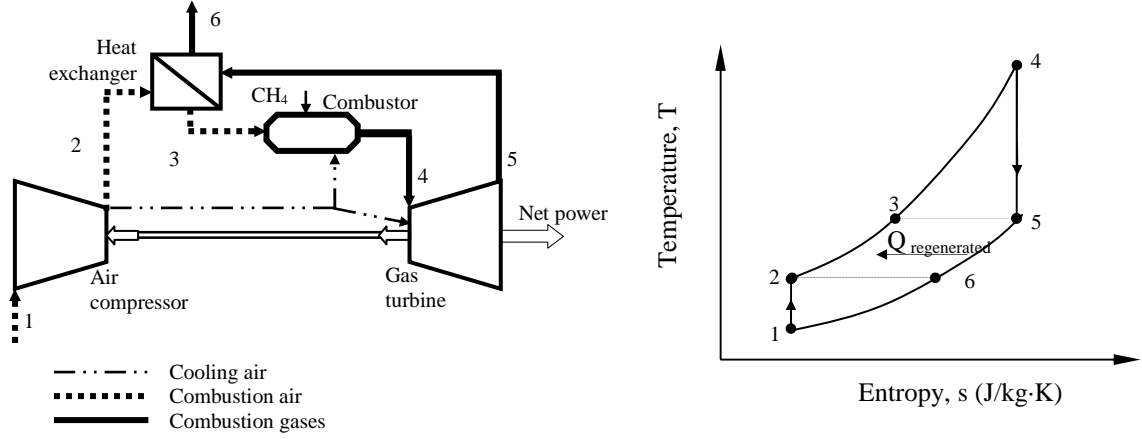 6
Heat
exchanger
CH4
Combustor
2
3
4
5
Net power
Air
compressor
Gas
turbine
1
Cooling air
Combustion air
Combustion gases
Temperature, T
4
3
5
Q regenerated
2
6
1
Entropy, s (J/kg·K)